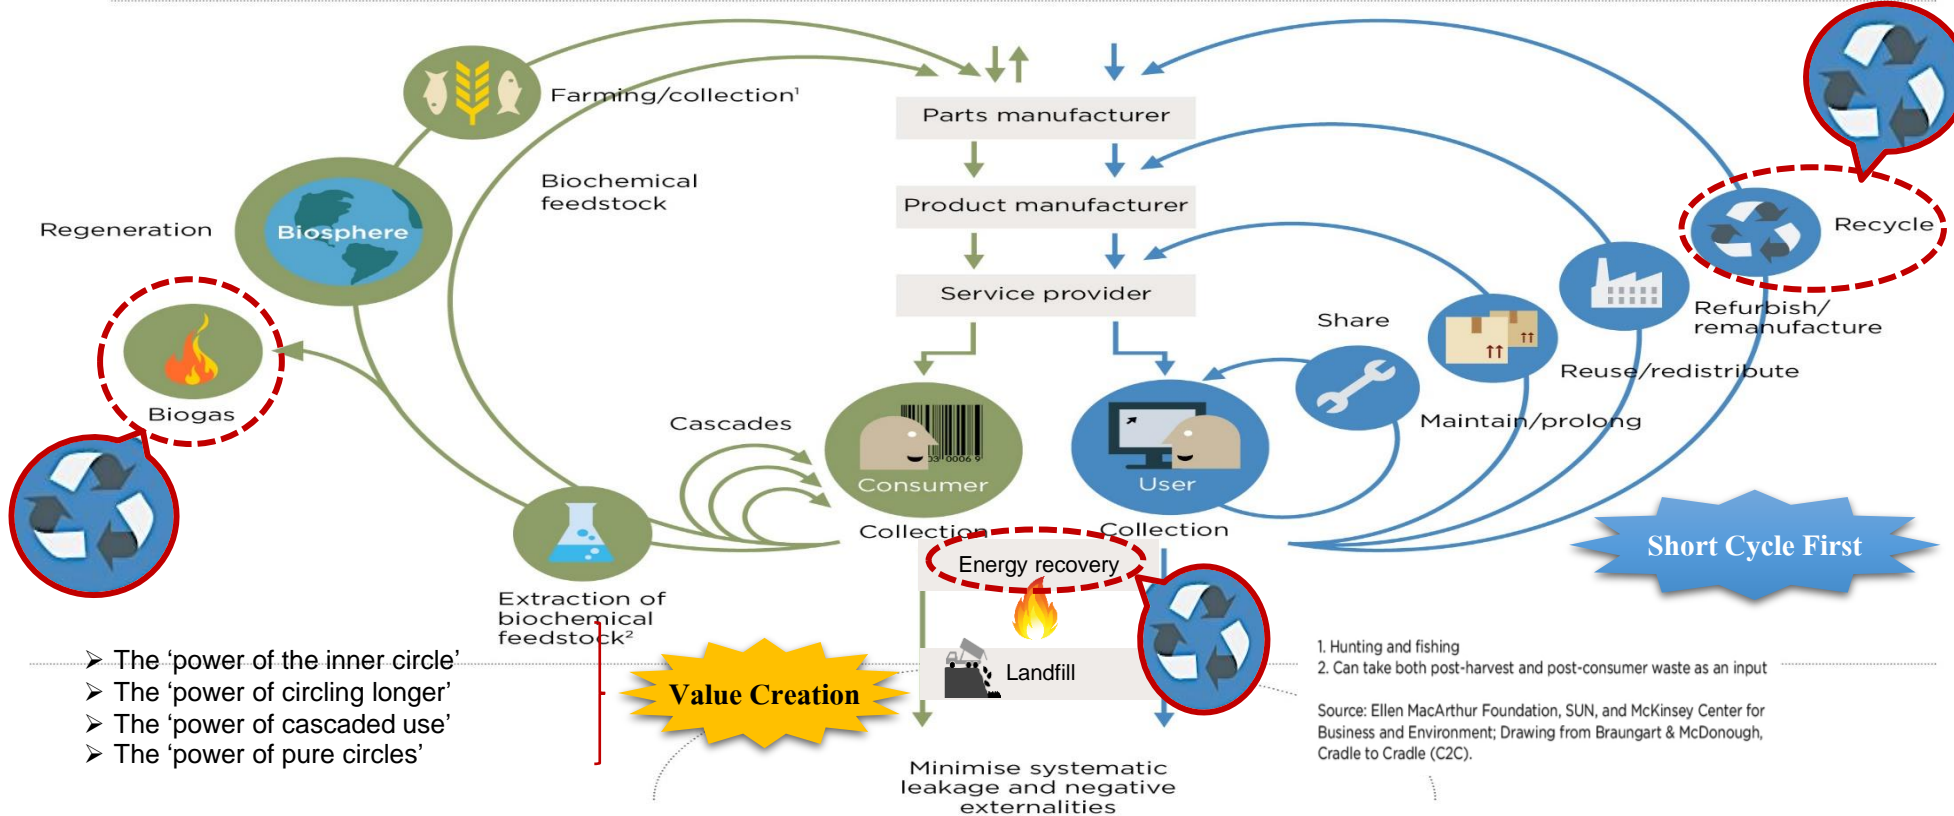 Farming/collection¹
Parts manufacturer
Biochemical
feedstock
Product manufacturer
Regeneration
Biosphere
Recycle
Service provider
Refurbish/
remanufacture
Share
Reuse/redistribute
Biogas
Maintain/prolong
Cascades
03 0006 9
Consumer
User
Collection
Collection
Short Cycle First
Energy recovery
Extraction of
biochemical
feedstock²
➢ The ‘power of the inner circle’
➢ The ‘power of circling longer’
➢ The ‘power of cascaded use’
➢ The ‘power of pure circles’
Value Creation
Landfill
1. Hunting and fishing
2. Can take both post-harvest and post-consumer waste as an input
Source: Ellen MacArthur Foundation, SUN, and McKinsey Center for
Business and Environment; Drawing from Braungart & McDonough,
Cradle to Cradle (C2C).
Minimise systematic
leakage and negative
externalities